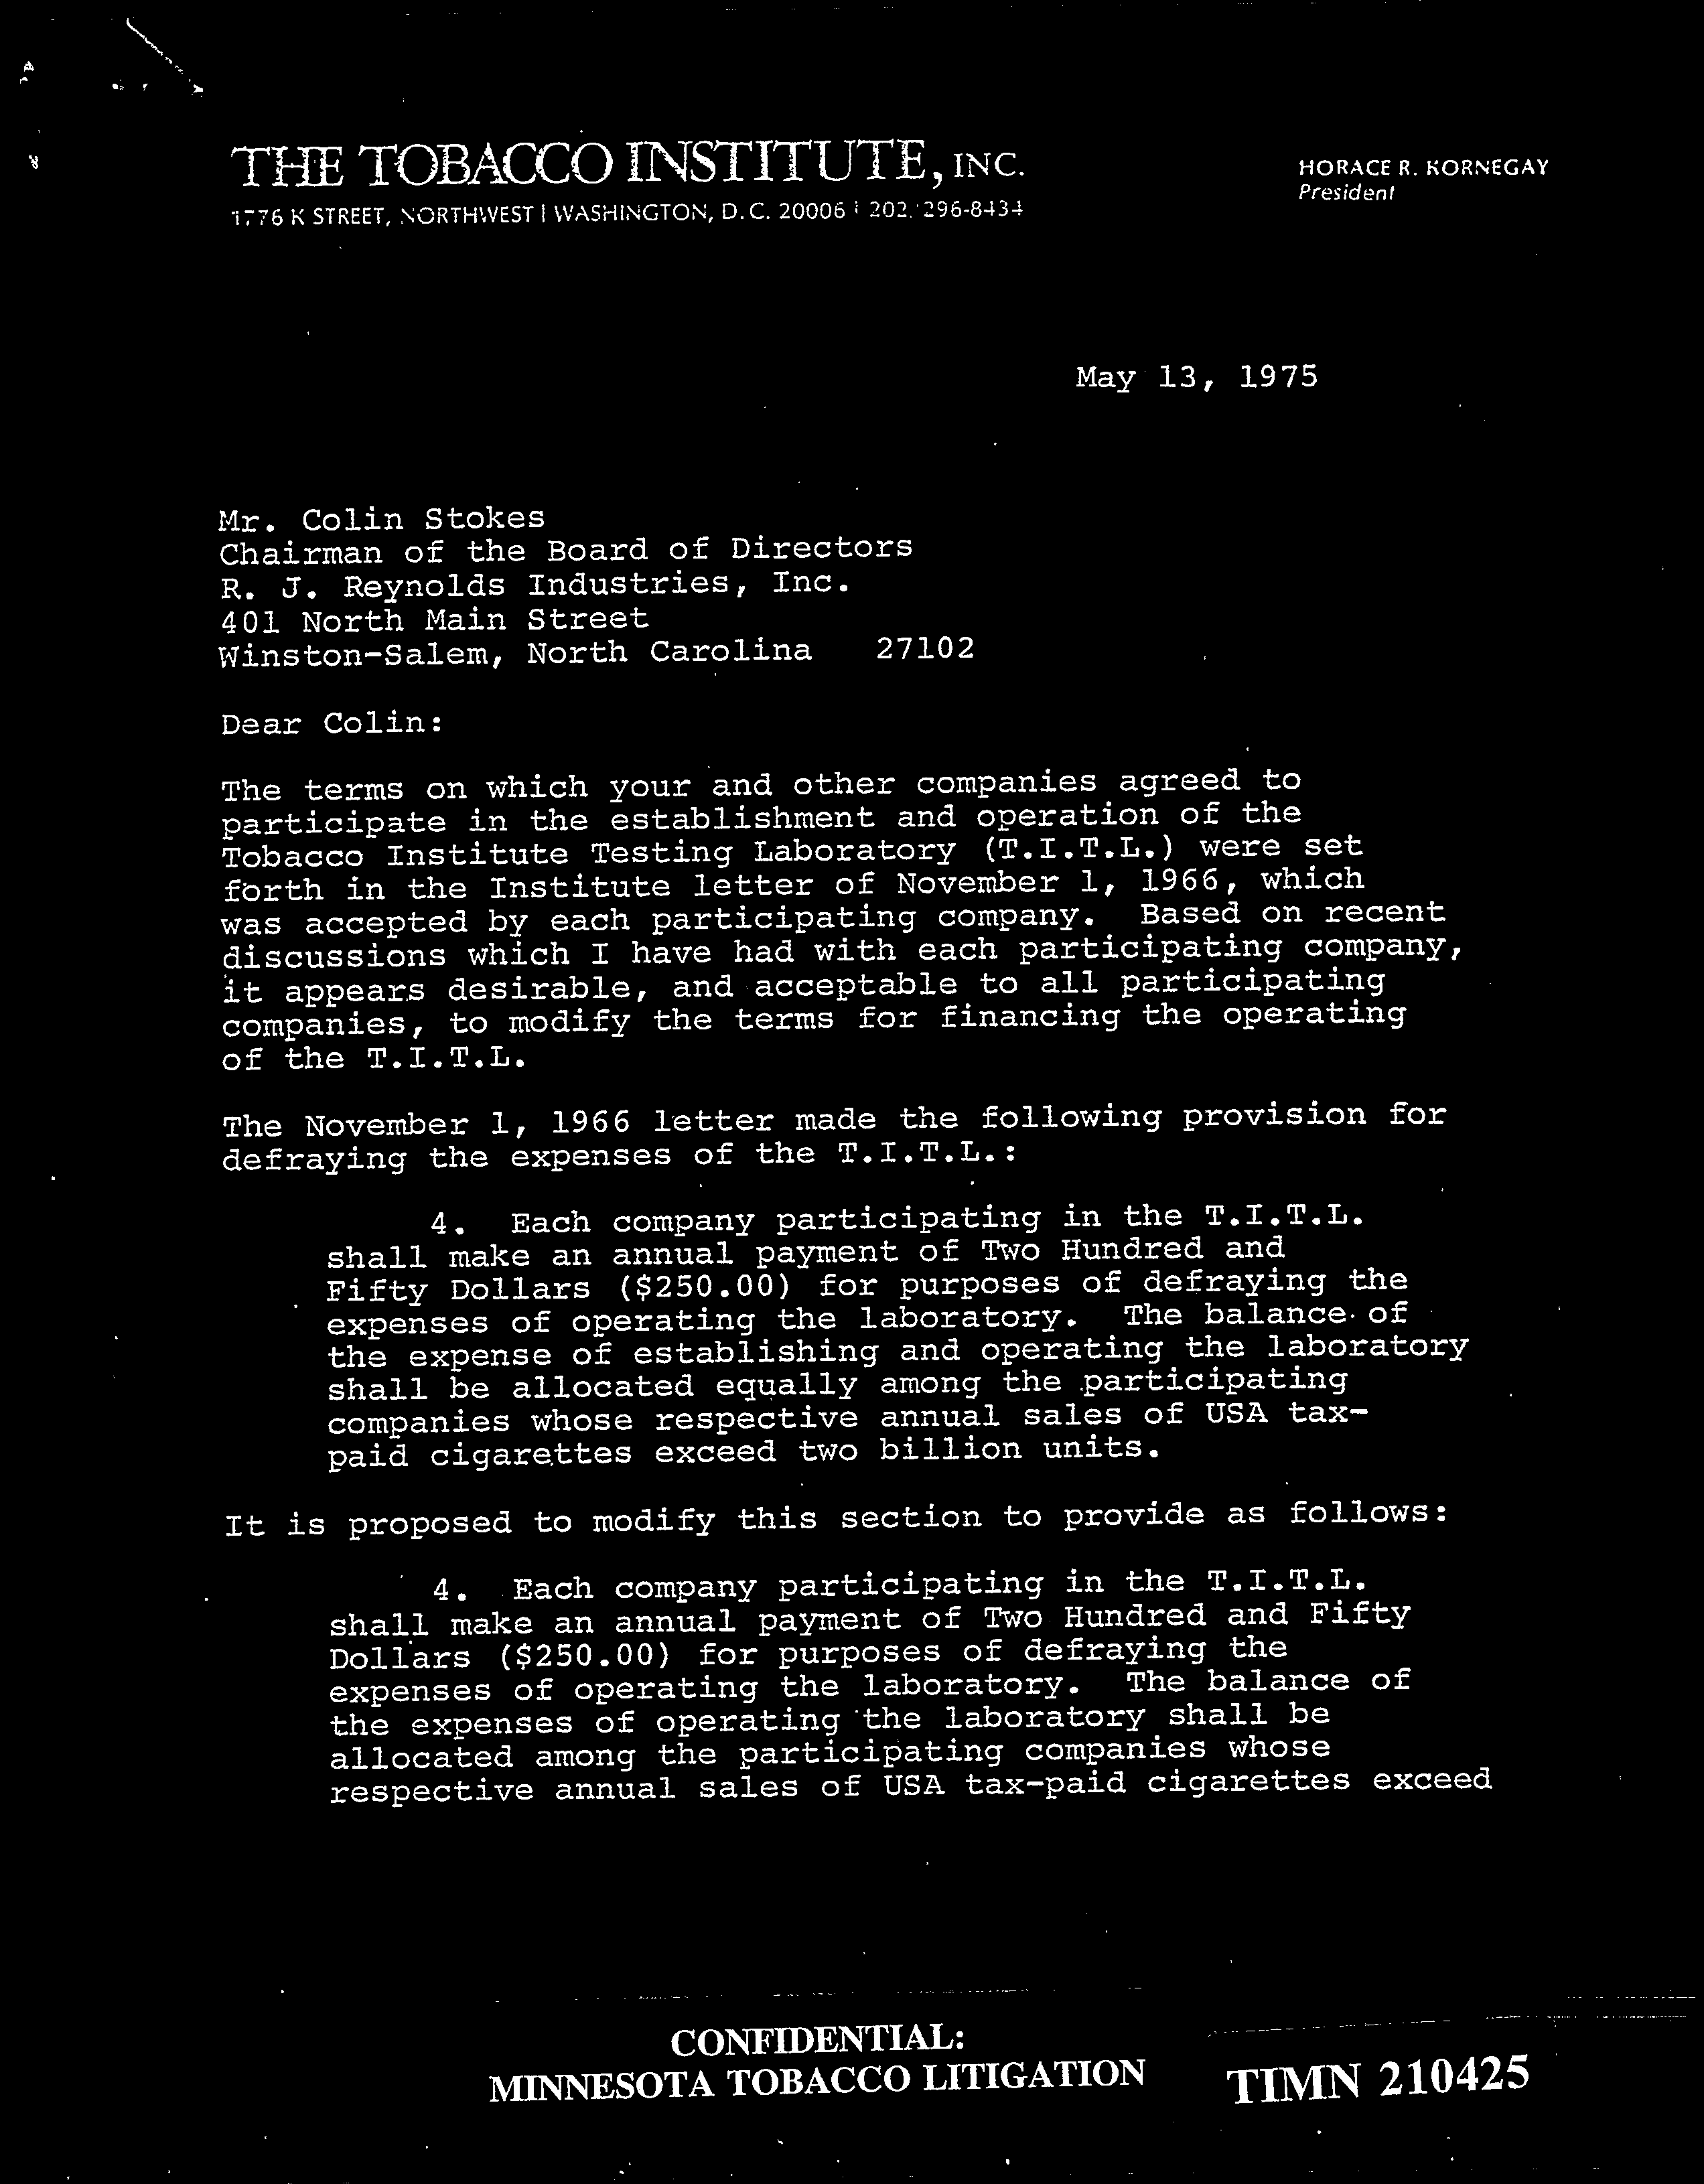 THE TOBACCO INSTITUTE, INC.
1776 K STREET, NORTHWEST | WASHINGTON, D.C. 20006 | 202/296-8434
HORACE R. KORNEGAY
President
May 13, 1975
Mr. Colin Stokes
Chairman of the Board of Directors
R. J. Reynolds Industries, Inc.
401 North Main Street
Winston-Salem, North Carolina 27102
Dear Colin:
The terms on which your and other companies agreed to
participate in the establishment and operation of the
Tobacco Institute Testing Laboratory (T.I.T.L.) were set
forth in the Institute letter of November 1, 1966, which
was accepted by each participating company. Based on recent
discussions which I have had with each participating company,
it appears desirable, and acceptable to all participating
companies, to modify the terms for financing the operating
of the T.I.T.L.
The November 1, 1966 letter made the following provision for
defraying the expenses of the T.I.T.L.:
4. Each company participating in the T.I.T.L.
shall make an annual payment of Two Hundred and
Fifty Dollars ($250.00) for purposes of defraying the
expenses of operating the laboratory. The balance of
the expense of establishing and operating the laboratory
shall be allocated equally among the participating
companies whose respective annual sales of USA tax-
paid cigarettes exceed two billion units.
It is proposed to modify this section to provide as follows:
4. Each company participating in the T.I.T.L.
shall make an annual payment of Two Hundred and Fifty
Dollars ($250.00) for purposes of defraying the
expenses of operating the laboratory. The balance of
the expenses of operating the laboratory shall be
allocated among the participating companies whose
respective annual sales of USA tax-paid cigarettes exceed
CONFIDENTIAL:
MINNESOTA TOBACCO LITIGATION
TIMN 210425